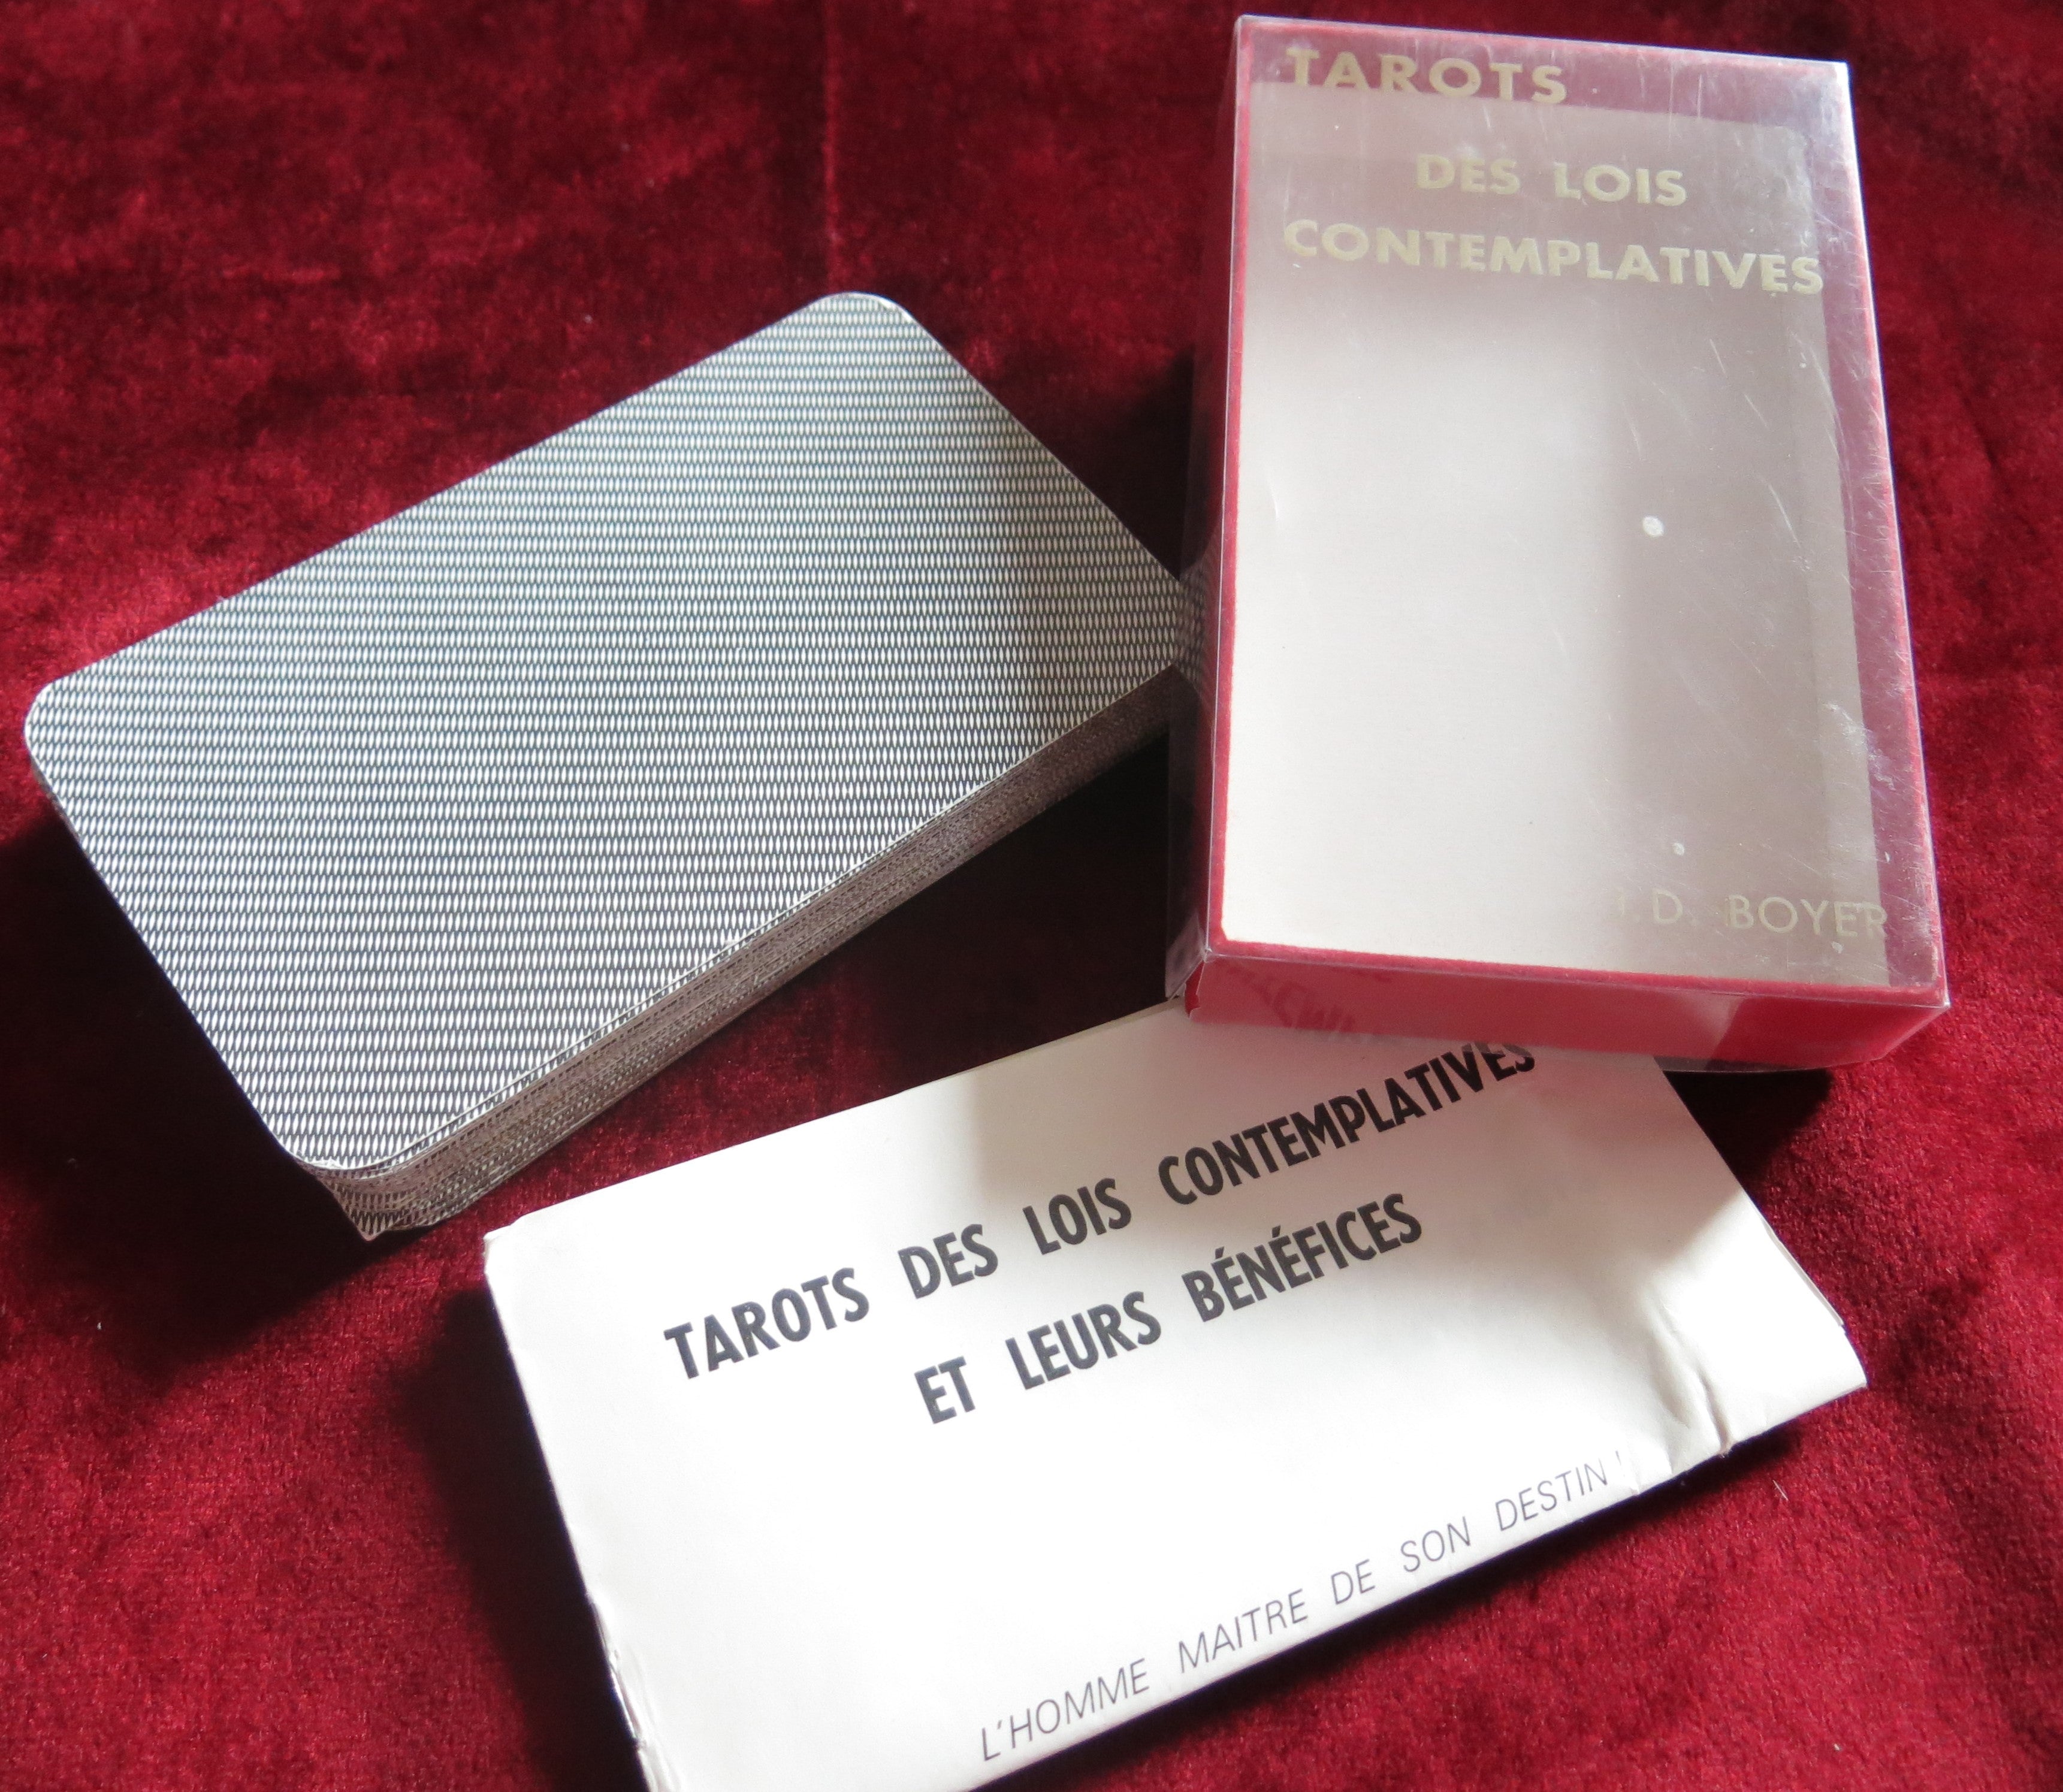 TAROTS
DES LOIS
CONTEMPLATIVES
D. BOYER
TAROTS DES LOIS CONTEMPLATIVES
ET LEURS BÉNÉFICES
L'HOMME MAITRE DE SON DESTIN !